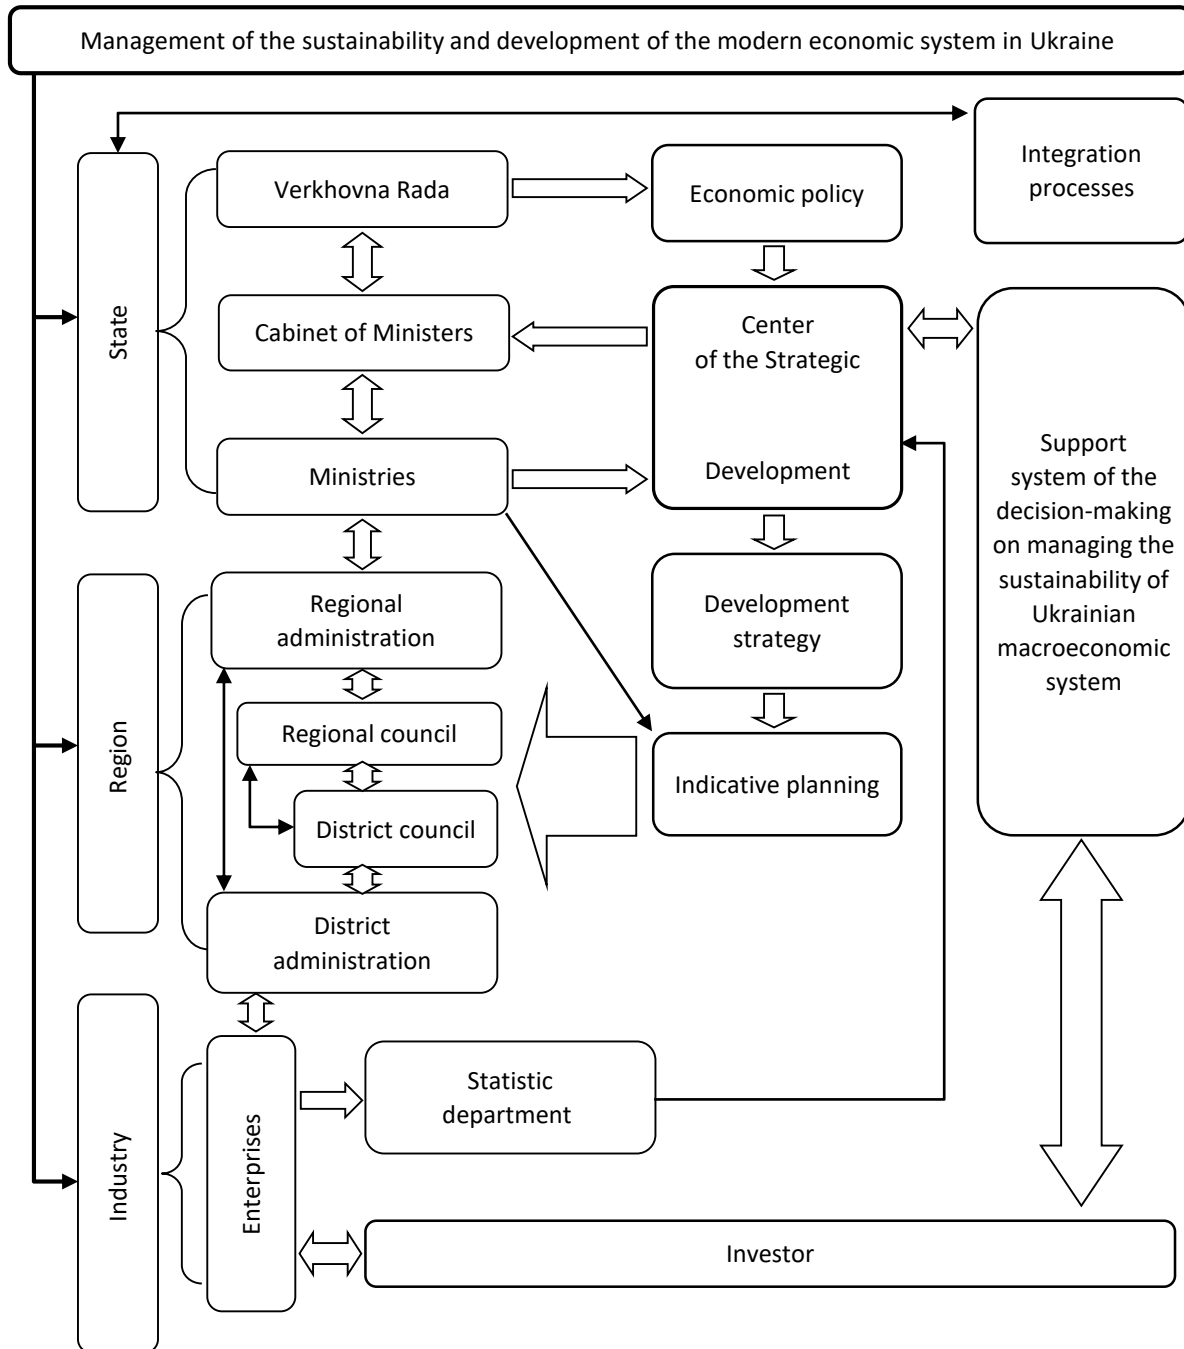 Management of the sustainability and development of the modern economic system in Ukraine
Integration
processes
State
Verkhovna Rada
Economic policy
Cabinet of Ministers
Center
of the Strategic
Development
Ministries
Support
system of the
decision-making
on managing the
sustainability of
Ukrainian
macroeconomic
system
Region
Regional
administration
Development
strategy
Regional council
Indicative planning
District council
District
administration
Industry
Enterprises
Statistic
department
Investor